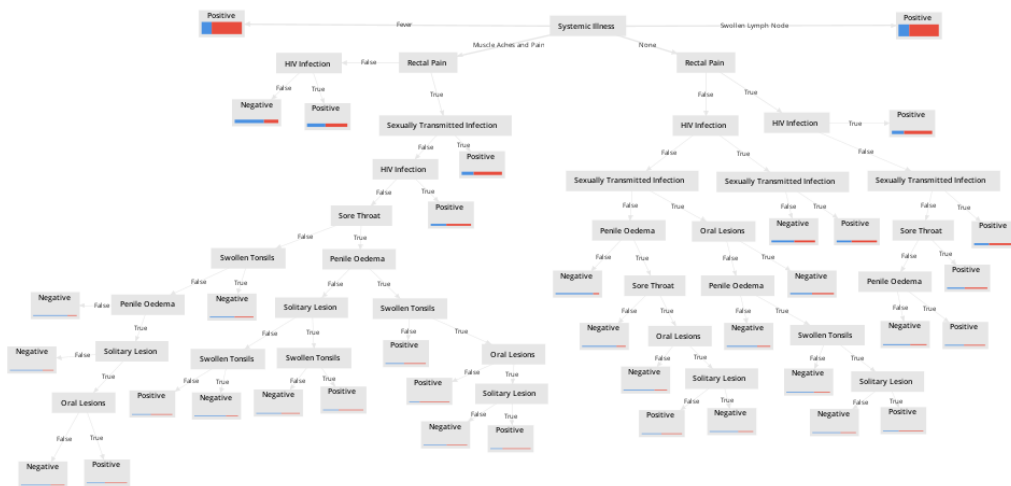 Positive
Systemic Illness
Positive
Fever
Swollen Lymph Node
Muscle Aches and Pain
None
HIV Infection
False
Rectal Pain
Rectal Pain
False
True
True
False
True
Negative
Positive
Sexually Transmitted Infection
HIV Infection
HIV Infection
True
Positive
False
True
Positive
False
True
False
HIV Infection
Sexually Transmitted Infection
Sexually Transmitted Infection
Sexually Transmitted Infection
False
True
Positive
False
True
False
True
False
True
Sore Throat
Penile Oedema
Oral Lesions
Negative
Positive
Sore Throat
Positive
False
True
False
True
False
True
False
True
Swollen Tonsils
Penile Oedema
Negative
Sore Throat
Penile Oedema
Negative
Penile Oedema
Positive
False
True
False
True
False
True
False
True
False
True
Negative
Penile Oedema
Negative
Solitary Lesion
Swollen Tonsils
Negative
Oral Lesions
Negative
Swollen Tonsils
Negative
Positive
True
False
True
False
True
False
True
False
True
Negative
False
Solitary Lesion
Swollen Tonsils
Swollen Tonsils
Positive
Oral Lesions
Negative
Solitary Lesion
Negative
Solitary Lesion
True
False
True
False
True
False
True
False
True
False
True
Oral Lesions
Positive
Negative
Negative
Positive
Positive
Solitary Lesion
Positive
Negative
Negative
Positive
False
True
False
True
Negative
Positive
Negative
Positive